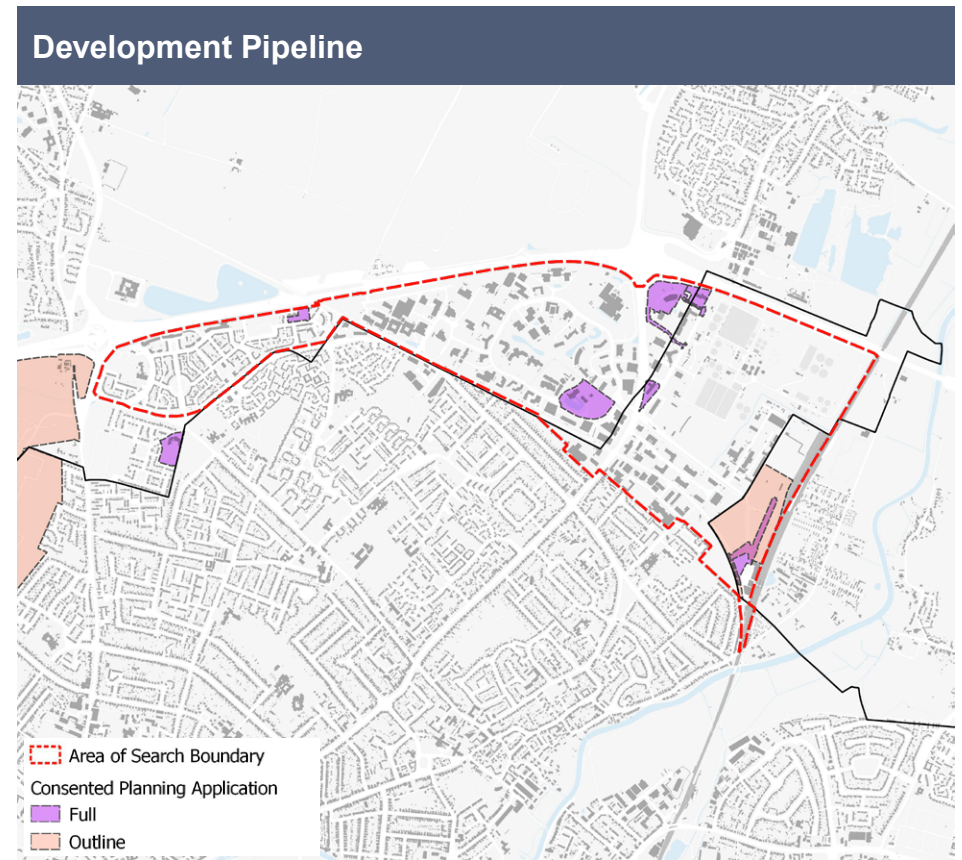 Development Pipeline
Area of Search Boundary
Consented Planning Application
Full
Outline